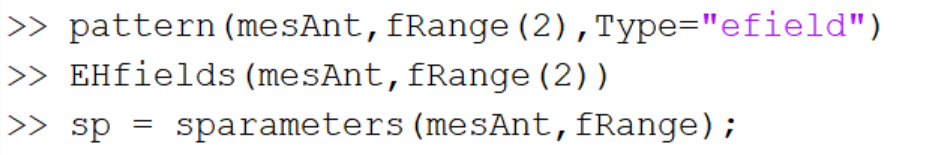 >> pattern(mesAnt,fRange(2),Type="efield")
>> EHfields(mesAnt,fRange(2))
>> sp = sparameters(mesAnt,fRange);